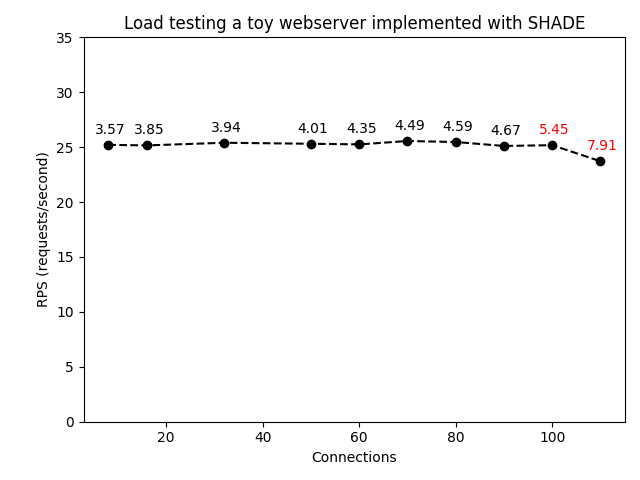 Load testing a toy webserver implemented with SHADE
35
30
25
20
15
10
5
0
RPS (requests/second)
3.57 3.85 3.94 4.01 4.35 4.49 4.59 4.67 5.45 7.91
20 40 60 80 100
Connections